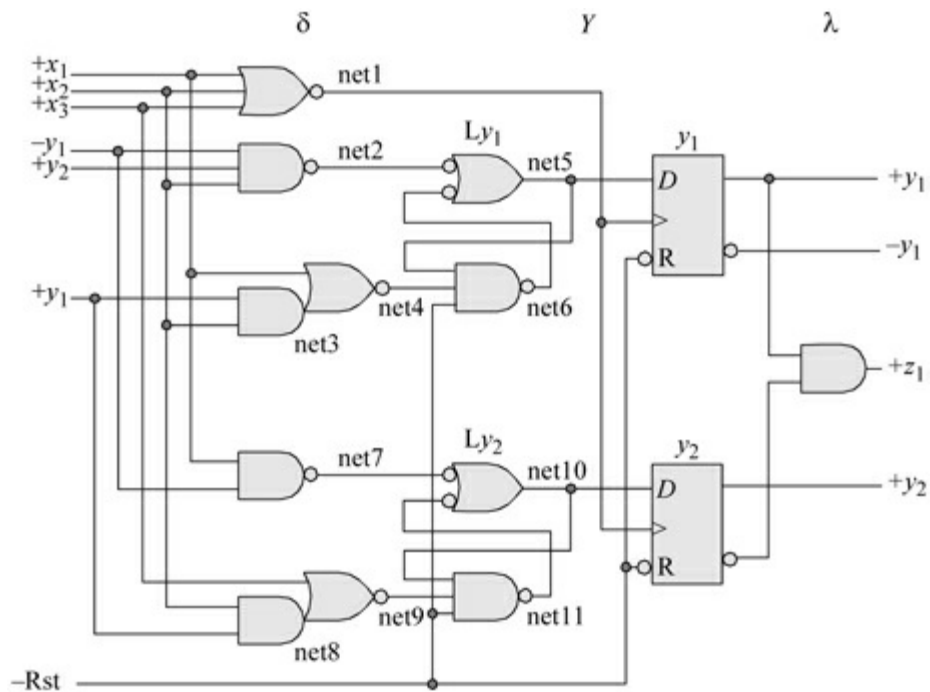 δ Y λ
+x₁ net1
+x₂
+x₃
–y₁ net2 Ly₁ net5 y₁
+y₂
D +y₁
–y₁
R
+y₁ net4 net6
net3
+z₁
net7 Ly₂ net10 y₂
D +y₂
R
net9 net11
net8
–Rst